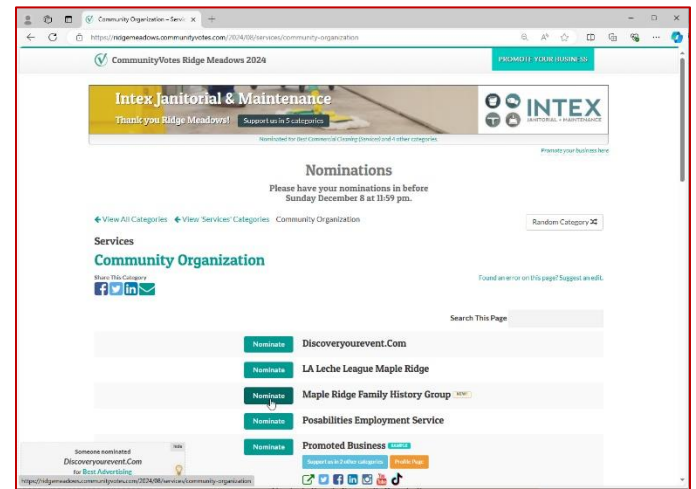 Community Organization – Servic
https://ridgemeadows.communityvotes.com/2024/08/services/community-organization
CommunityVotes Ridge Meadows 2024
PROMOTE YOUR BUSINESS
Intex Janitorial & Maintenance
Thank you Ridge Meadows! Support us in 5 categories
INTEX
JANITORIAL + MAINTENANCE
Nominated for Best Commercial Cleaning (Services) and 4 other categories.
Promote your business here
Nominations
Please have your nominations in before
Sunday December 8 at 11:59 pm.
View All Categories View 'Services' Categories Community Organization
Random Category
Services
Community Organization
Share This Category
Found an error on this page? Suggest an edit.
Search This Page
Nominate Discoveryourevent.Com
Nominate LA Leche League Maple Ridge
Nominate Maple Ridge Family History Group NEW!
Nominate Posabilities Employment Service
Nominate Promoted Business SAMPLE
Support us in 2 other categories Profile Page
hide
Someone nominated
Discoveryourevent.Com
for Best Advertising
https://ridgemeadows.communityvotes.com/2024/08/services/community-organization